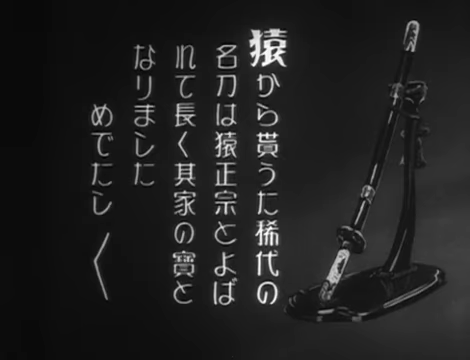 猿から貰うた稀代の
名刀は猿正宗とよば
れて長く其家の寳と
なりました
めでたし〱